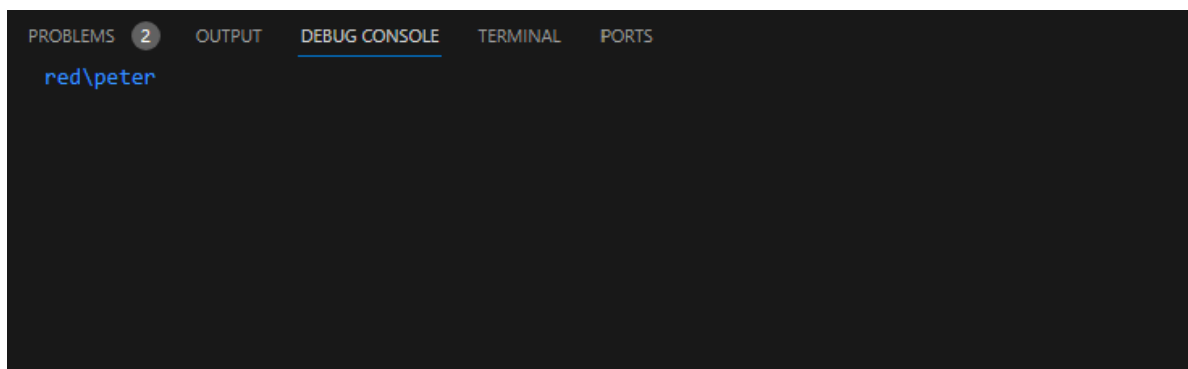 PROBLEMS 2 OUTPUT DEBUG CONSOLE TERMINAL PORTS
red\peter